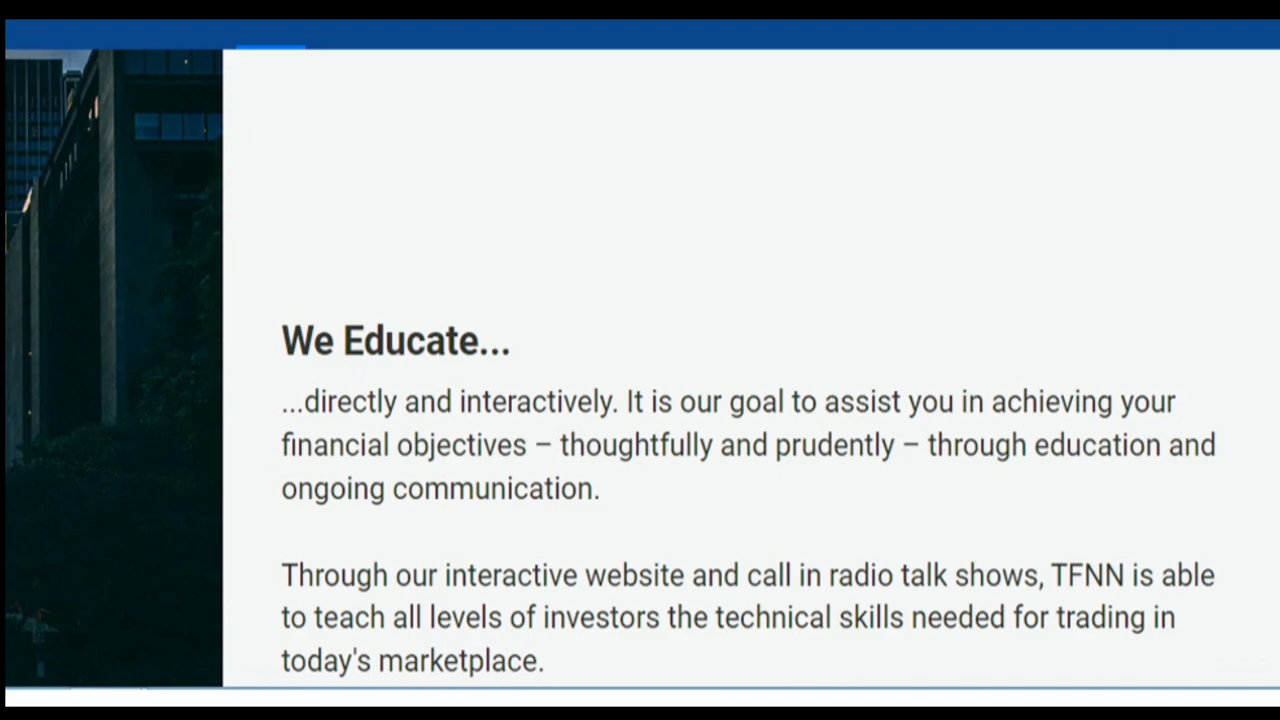 We Educate...
...directly and interactively. It is our goal to assist you in achieving your
financial objectives – thoughtfully and prudently – through education and
ongoing communication.
Through our interactive website and call in radio talk shows, TFNN is able
to teach all levels of investors the technical skills needed for trading in
today's marketplace.